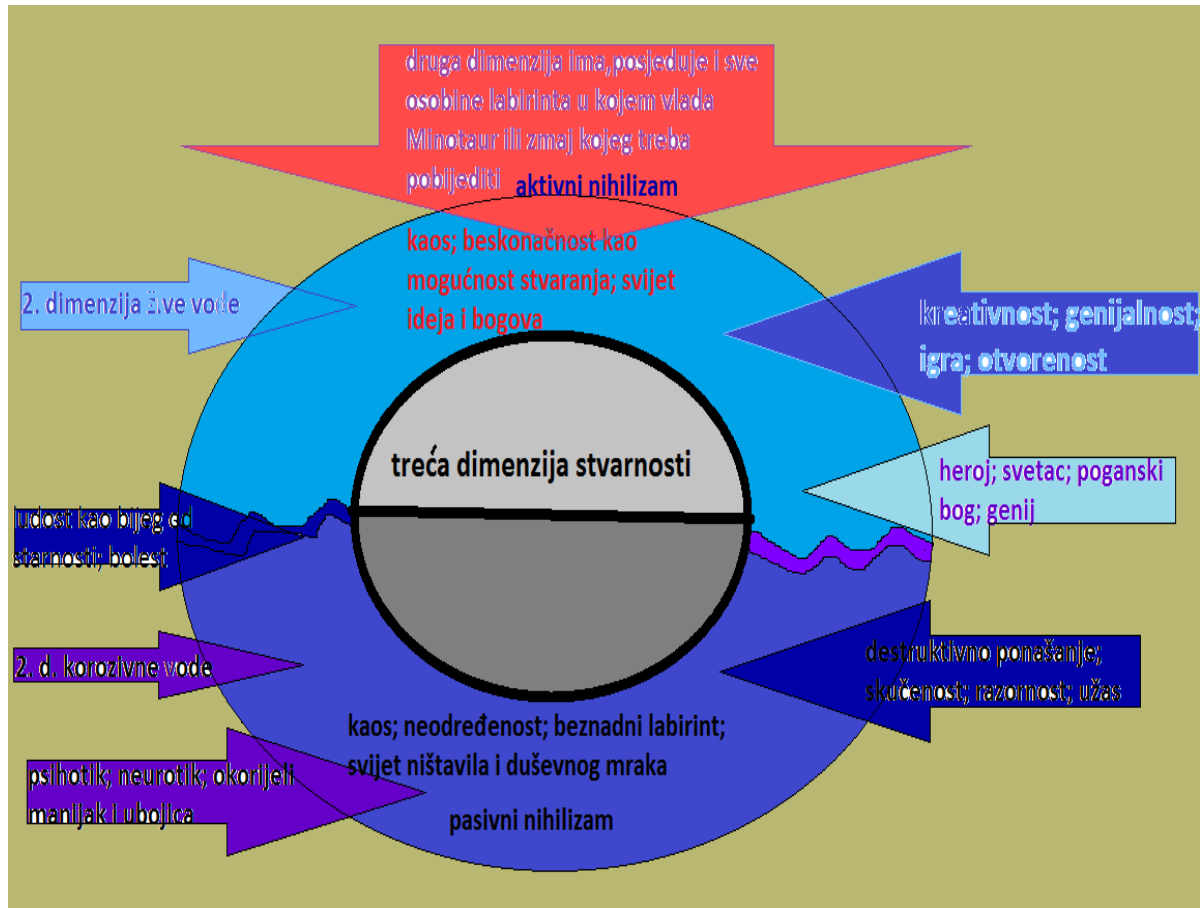 druga dimenzija ima,posjeduje i sve
osobine labirinta u kojem vlada
Minotaur ili zmaj kojeg treba
pobijediti aktivni nihilizam
kaos; beskonačnost kao
mogućnost stvaranja; svijet
ideja i bogova
2. dimenzija žive vode
kreativnost; genijalnost;
igra; otvorenost
treća dimenzija stvarnosti
heroj; svetac; poganski
bog; genij
ludost kao bijeg od
starnosti; bolest
2. d. korozivne vode
destruktivno ponašanje;
skučenost; razornost; užas
kaos; neodređenost; beznadni labirint;
svijet ništavila i duševnog mraka
psihotik; neurotik; okorijeli
manijak i ubojica
pasivni nihilizam